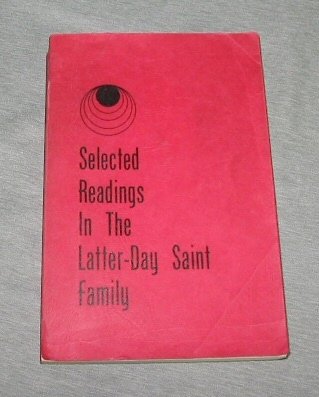 Selected
Readings
In The
Latter-Day Saint
Family